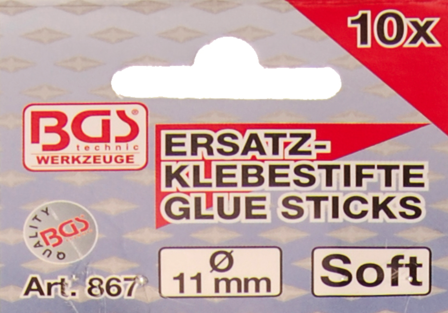 10x
BGS
technic
WERKZEUGE
ERSATZ-
KLEBESTIFTE
GLUE STICKS
QUALITY
BGS
Art. 867
Ø
11 mm
Soft